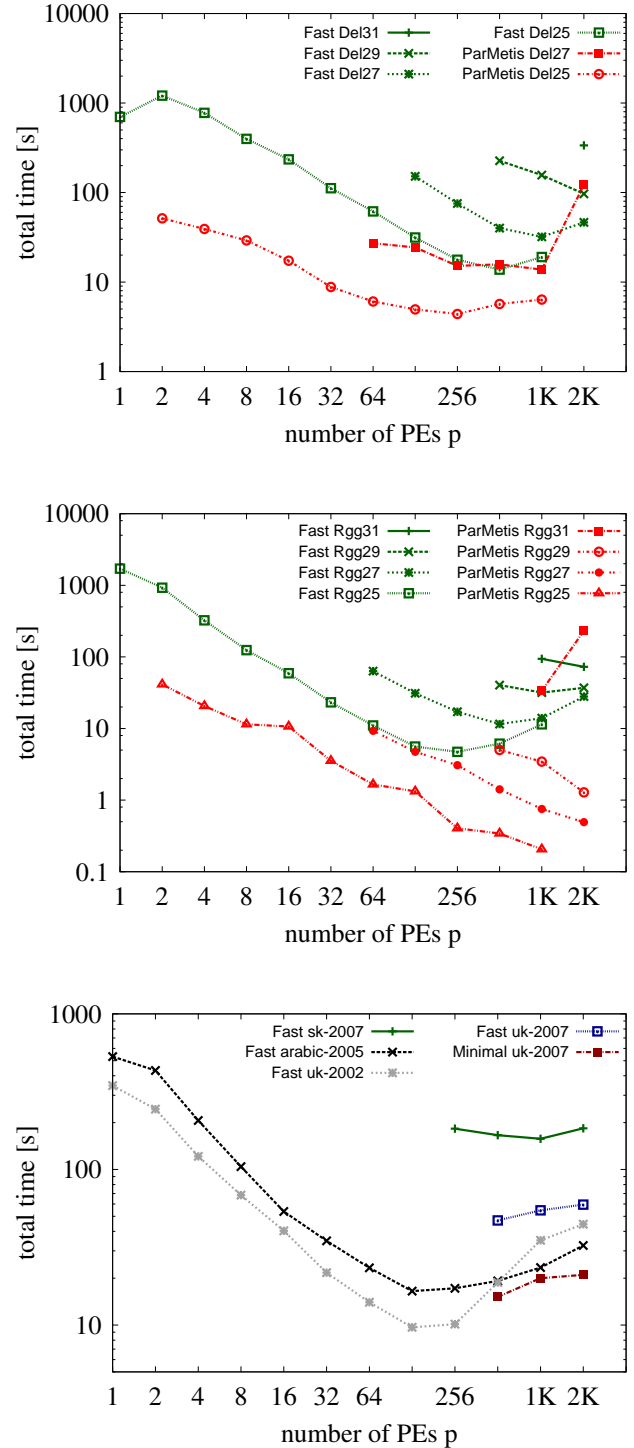 10000
1000
100
10
1
total time [s]
Fast Del31
Fast Del29
Fast Del27
Fast Del25
ParMetis Del27
ParMetis Del25
1 2 4 8 16 32 64 256 1K 2K
number of PEs p
10000
1000
100
10
1
0.1
total time [s]
Fast Rgg31
Fast Rgg29
Fast Rgg27
Fast Rgg25
ParMetis Rgg31
ParMetis Rgg29
ParMetis Rgg27
ParMetis Rgg25
1 2 4 8 16 32 64 256 1K 2K
number of PEs p
1000
100
10
total time [s]
Fast sk-2007
Fast arabic-2005
Fast uk-2002
Fast uk-2007
Minimal uk-2007
1 2 4 8 16 32 64 256 1K 2K
number of PEs p